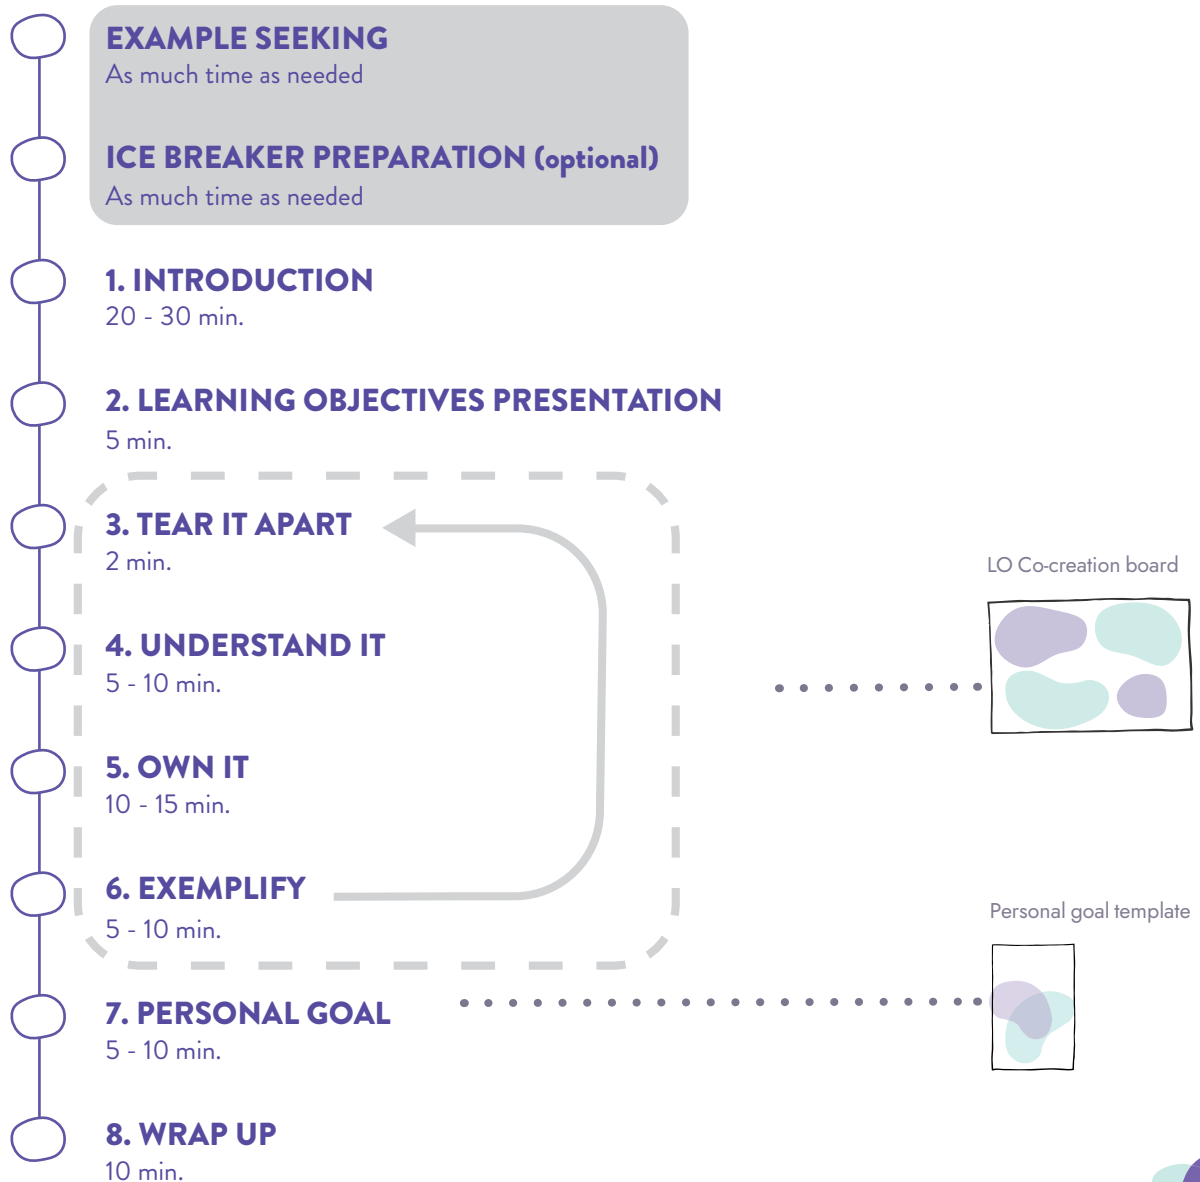 EXAMPLE SEEKING
As much time as needed
ICE BREAKER PREPARATION (optional)
As much time as needed
1. INTRODUCTION
20 - 30 min.
2. LEARNING OBJECTIVES PRESENTATION
5 min.
3. TEAR IT APART
2 min.
4. UNDERSTAND IT
5 - 10 min.
5. OWN IT
10 - 15 min.
6. EXEMPLIFY
5 - 10 min.
LO Co-creation board
7. PERSONAL GOAL
5 - 10 min.
Personal goal template
8. WRAP UP
10 min.